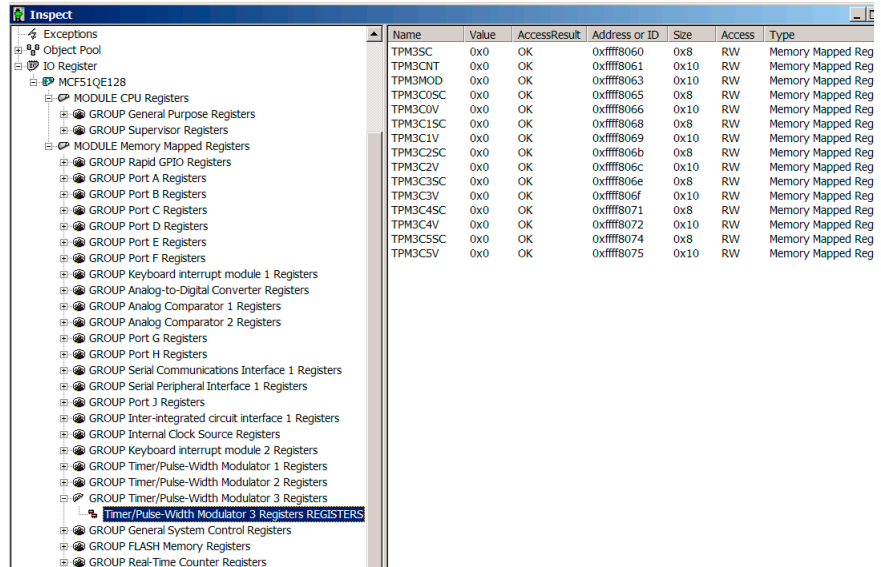 Inspect
Exceptions
Object Pool
IO Register
MCF51QE128
MODULE CPU Registers
GROUP General Purpose Registers
GROUP Supervisor Registers
MODULE Memory Mapped Registers
GROUP Rapid GPIO Registers
GROUP Port A Registers
GROUP Port B Registers
GROUP Port C Registers
GROUP Port D Registers
GROUP Port E Registers
GROUP Port F Registers
GROUP Keyboard interrupt module 1 Registers
GROUP Analog-to-Digital Converter Registers
GROUP Analog Comparator 1 Registers
GROUP Analog Comparator 2 Registers
GROUP Port G Registers
GROUP Port H Registers
GROUP Serial Communications Interface 1 Registers
GROUP Serial Peripheral Interface 1 Registers
GROUP Port J Registers
GROUP Inter-integrated circuit interface 1 Registers
GROUP Internal Clock Source Registers
GROUP Keyboard interrupt module 2 Registers
GROUP Timer/Pulse-Width Modulator 1 Registers
GROUP Timer/Pulse-Width Modulator 2 Registers
GROUP Timer/Pulse-Width Modulator 3 Registers
Timer/Pulse-Width Modulator 3 Registers REGISTERS
GROUP General System Control Registers
GROUP FLASH Memory Registers
GROUP Real-Time Counter Registers
Name Value AccessResult Address or ID Size Access Type
TPM3SC 0x0 OK 0xffff8060 0x8 RW Memory Mapped Reg
TPM3CNT 0x0 OK 0xffff8061 0x10 RW Memory Mapped Reg
TPM3MOD 0x0 OK 0xffff8063 0x10 RW Memory Mapped Reg
TPM3C0SC 0x0 OK 0xffff8065 0x8 RW Memory Mapped Reg
TPM3C0V 0x0 OK 0xffff8066 0x10 RW Memory Mapped Reg
TPM3C1SC 0x0 OK 0xffff8068 0x8 RW Memory Mapped Reg
TPM3C1V 0x0 OK 0xffff8069 0x10 RW Memory Mapped Reg
TPM3C2SC 0x0 OK 0xffff806b 0x8 RW Memory Mapped Reg
TPM3C2V 0x0 OK 0xffff806c 0x10 RW Memory Mapped Reg
TPM3C3SC 0x0 OK 0xffff806e 0x8 RW Memory Mapped Reg
TPM3C3V 0x0 OK 0xffff806f 0x10 RW Memory Mapped Reg
TPM3C4SC 0x0 OK 0xffff8071 0x8 RW Memory Mapped Reg
TPM3C4V 0x0 OK 0xffff8072 0x10 RW Memory Mapped Reg
TPM3C5SC 0x0 OK 0xffff8074 0x8 RW Memory Mapped Reg
TPM3C5V 0x0 OK 0xffff8075 0x10 RW Memory Mapped Reg